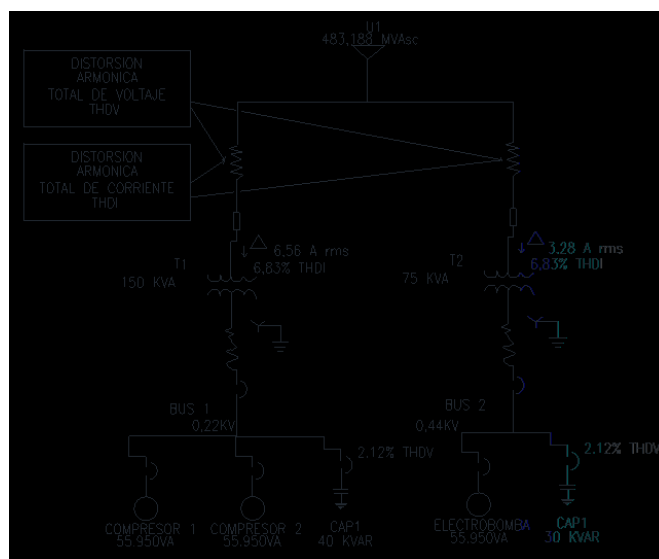 U1
483.188 MVAsc
DISTORSION
ARMONICA
TOTAL DE VOLTAJE
THDV
DISTORSION
ARMONICA
TOTAL DE CORRIENTE
THDI
6.56 A rms
6.83% THDI
T1
150 KVA
3.28 A rms
6.83% THDI
T2
75 KVA
BUS 1
0.22KV
BUS 2
0.44KV
2.12% THDV
2.12% THDV
COMPRESOR 1
55.950VA
COMPRESOR 2
55.950VA
CAP1
40 KVAR
ELECTROBOMBA
55.950VA
CAP1
30 KVAR